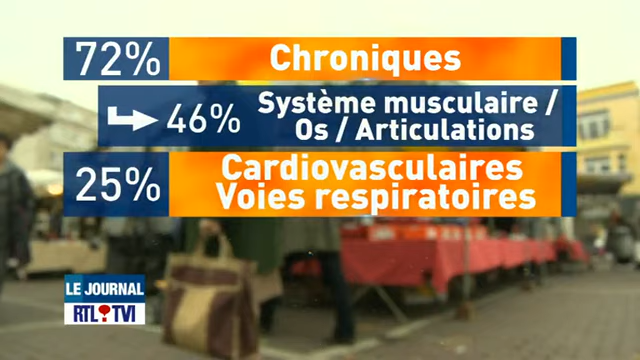 72% Chroniques
46% Système musculaire /
Os / Articulations
25% Cardiovasculaires
Voies respiratoires
LE JOURNAL
RTL TVI